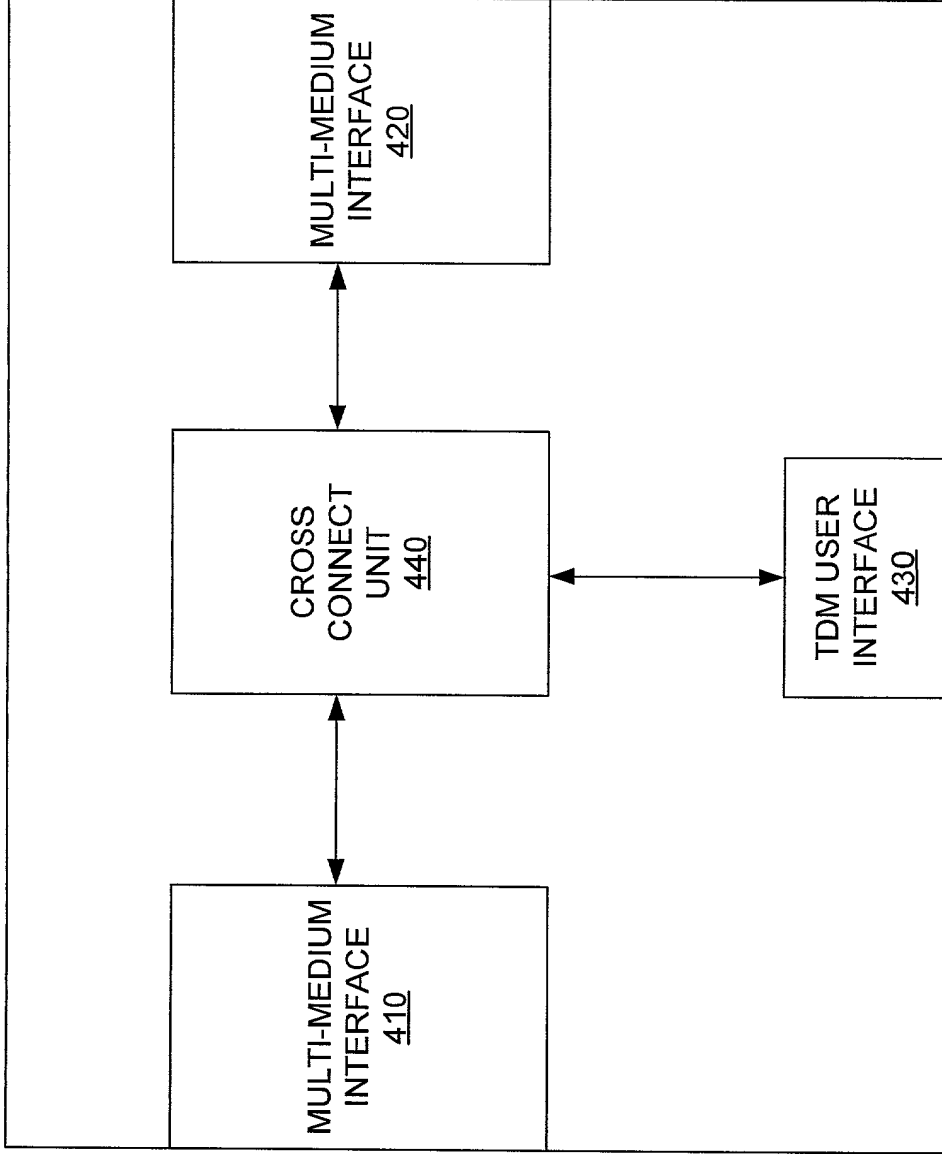 MULTI-MEDIUM
INTERFACE
410
CROSS
CONNECT
UNIT
440
MULTI-MEDIUM
INTERFACE
420
TDM USER
INTERFACE
430